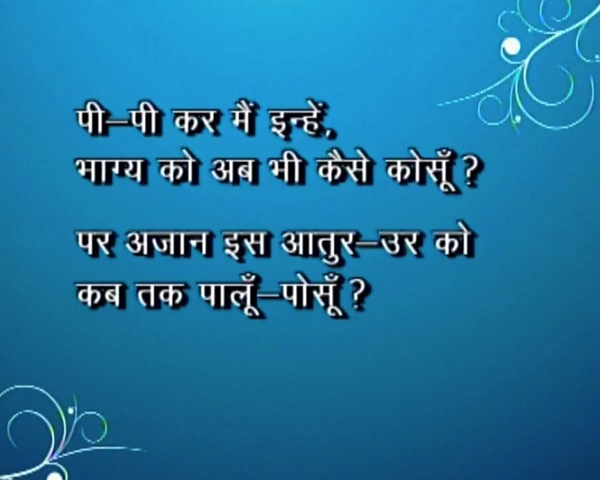 पी–पी कर मैं इन्हें,
भाग्य को अब भी कैसे कोसूँ ?
पर अजान इस आतुर–उर को
कब तक पालूँ–पोसूँ ?